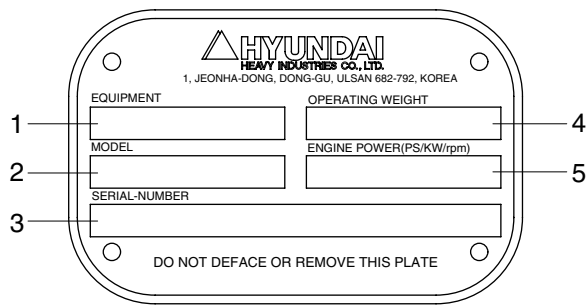 HYUNDAI
HEAVY INDUSTRIES CO., LTD.
1, JEONHA-DONG, DONG-GU, ULSAN 682-792, KOREA
EQUIPMENT OPERATING WEIGHT
1 4
MODEL ENGINE POWER(PS/KW/rpm)
2 5
SERIAL-NUMBER
3
DO NOT DEFACE OR REMOVE THIS PLATE